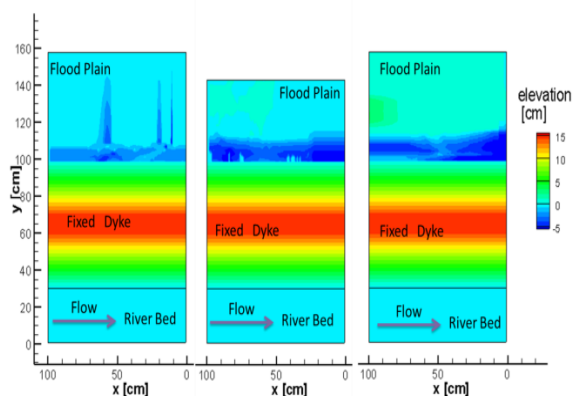 160
140
120
100
80
60
40
20
0
y [cm]
Flood Plain
Fixed Dyke
Flow
River Bed
100
50
0
x [cm]
Flood Plain
Fixed Dyke
Flow
River Bed
100
50
0
x [cm]
Flood Plain
Fixed Dyke
Flow
River Bed
100
50
0
x [cm]
elevation
[cm]
15
10
5
0
-5